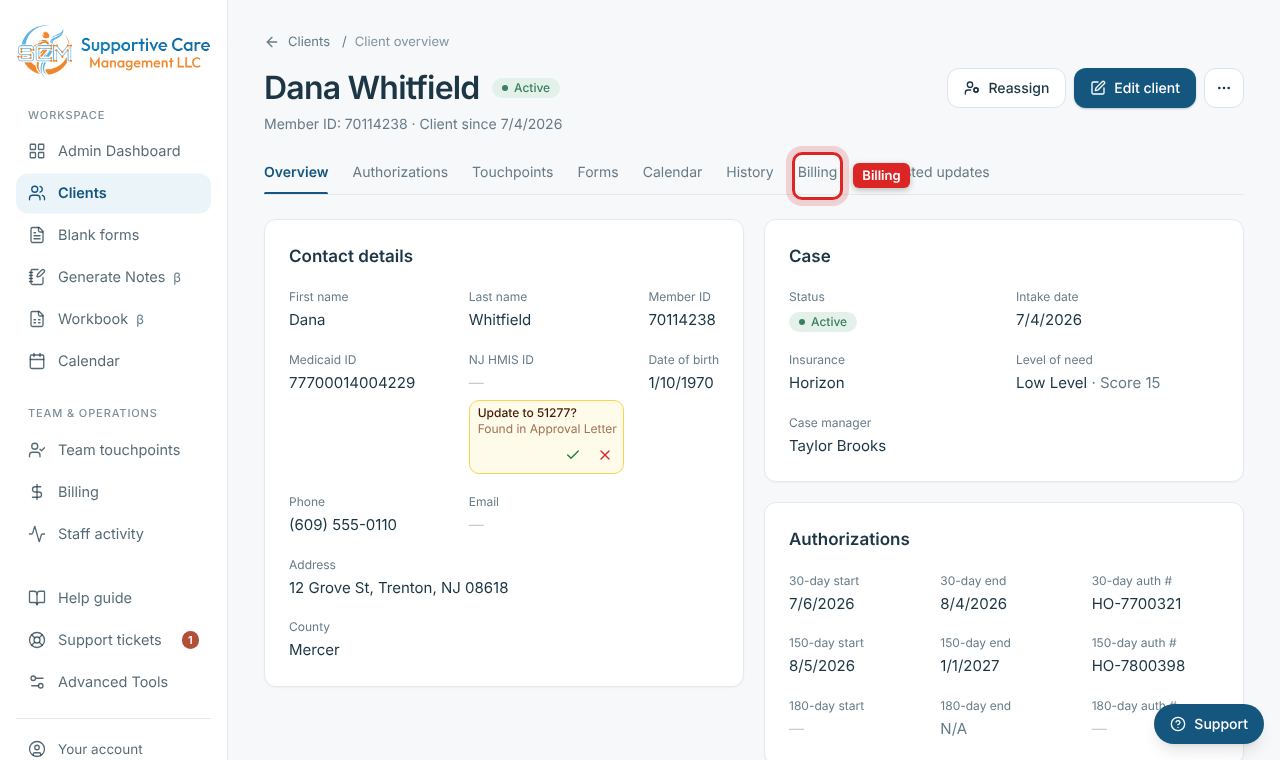 SCM
Supportive Care
Management LLC
WORKSPACE
Admin Dashboard
Clients
Blank forms
Generate Notes β
Workbook β
Calendar
TEAM & OPERATIONS
Team touchpoints
Billing
Staff activity
Help guide
Support tickets 1
Advanced Tools
Your account
Clients / Client overview
Dana Whitfield Active
Member ID: 70114238 · Client since 7/4/2026
Reassign Edit client
Overview Authorizations Touchpoints Forms Calendar History Billing Billing updates
Contact details
First name Last name Member ID
Dana Whitfield 70114238
Medicaid ID NJ HMIS ID Date of birth
77700014004229 — 1/10/1970
Update to 51277?
Found in Approval Letter
Phone Email
(609) 555-0110 —
Address
12 Grove St, Trenton, NJ 08618
County
Mercer
Case
Status Intake date
Active 7/4/2026
Insurance Level of need
Horizon Low Level · Score 15
Case manager
Taylor Brooks
Authorizations
30-day start 30-day end 30-day auth #
7/6/2026 8/4/2026 HO-7700321
150-day start 150-day end 150-day auth #
8/5/2026 1/1/2027 HO-7800398
180-day start 180-day end 180-day auth #
— N/A —
Support